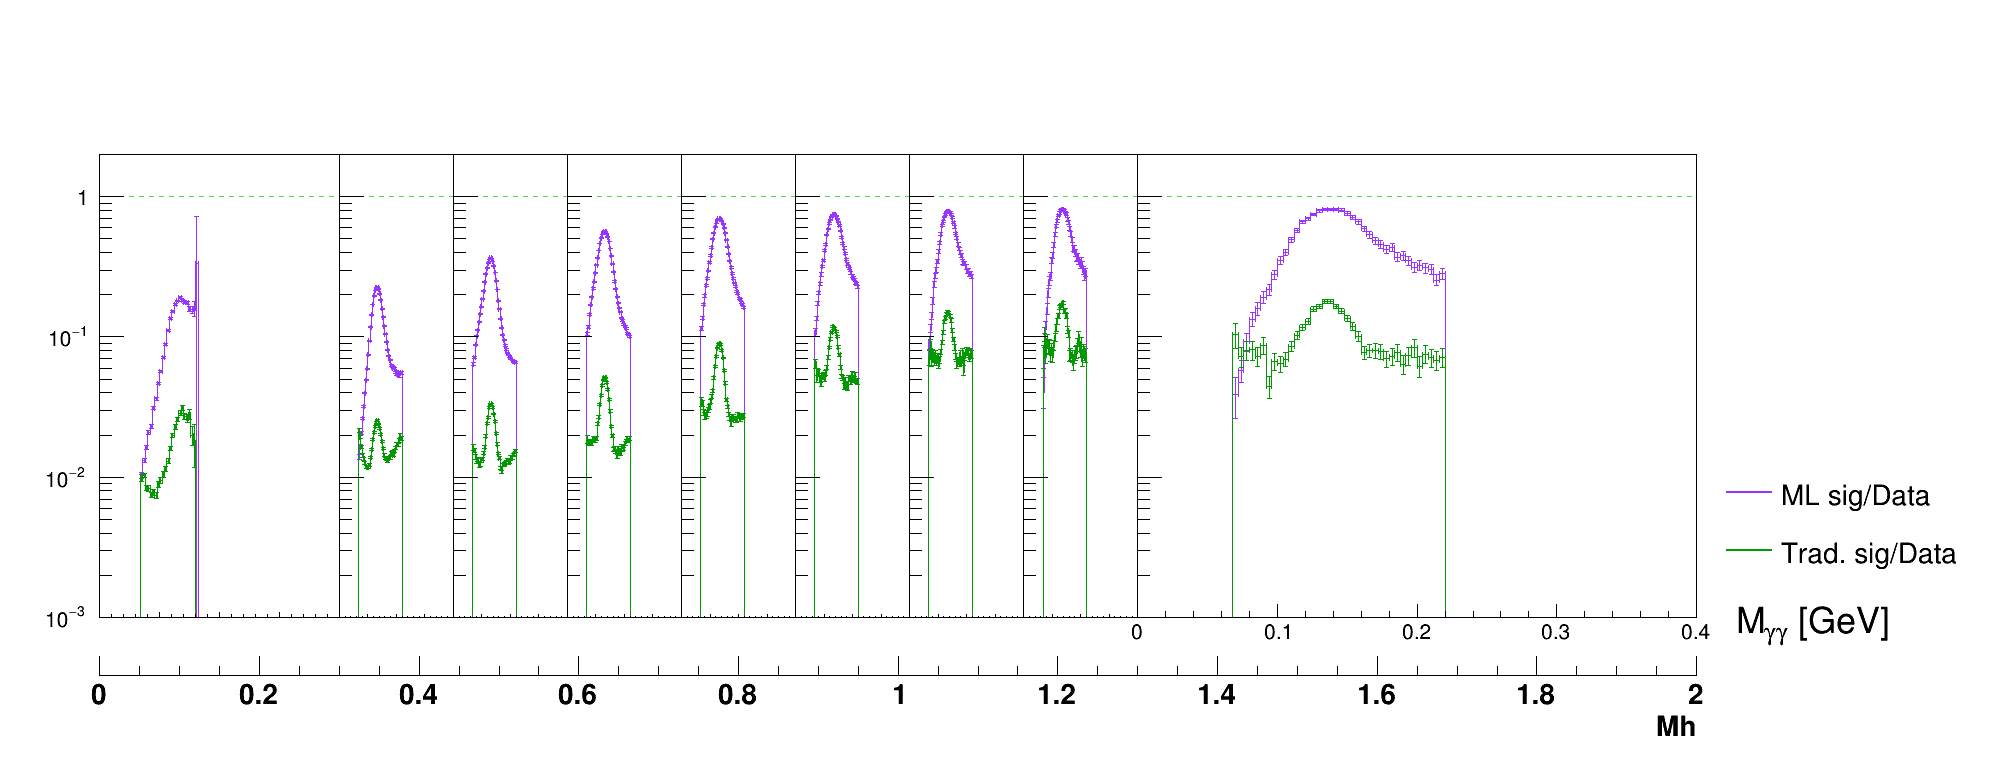 1
10⁻¹
10⁻²
10⁻³
ML sig/Data
Trad. sig/Data
0 0.1 0.2 0.3 0.4
Mγγ [GeV]
0 0.2 0.4 0.6 0.8 1 1.2 1.4 1.6 1.8 2
Mh